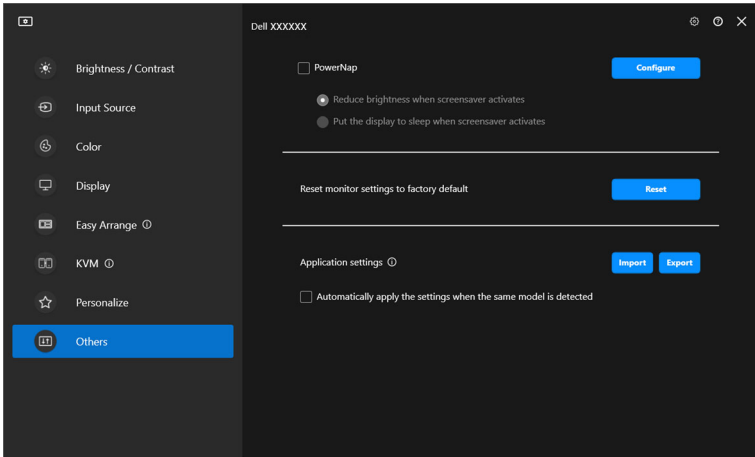 Dell XXXXXX
Brightness / Contrast
Input Source
Color
Display
Easy Arrange
KVM
Personalize
Others
PowerNap
Configure
Reduce brightness when screensaver activates
Put the display to sleep when screensaver activates
Reset monitor settings to factory default
Reset
Application settings
Import
Export
Automatically apply the settings when the same model is detected